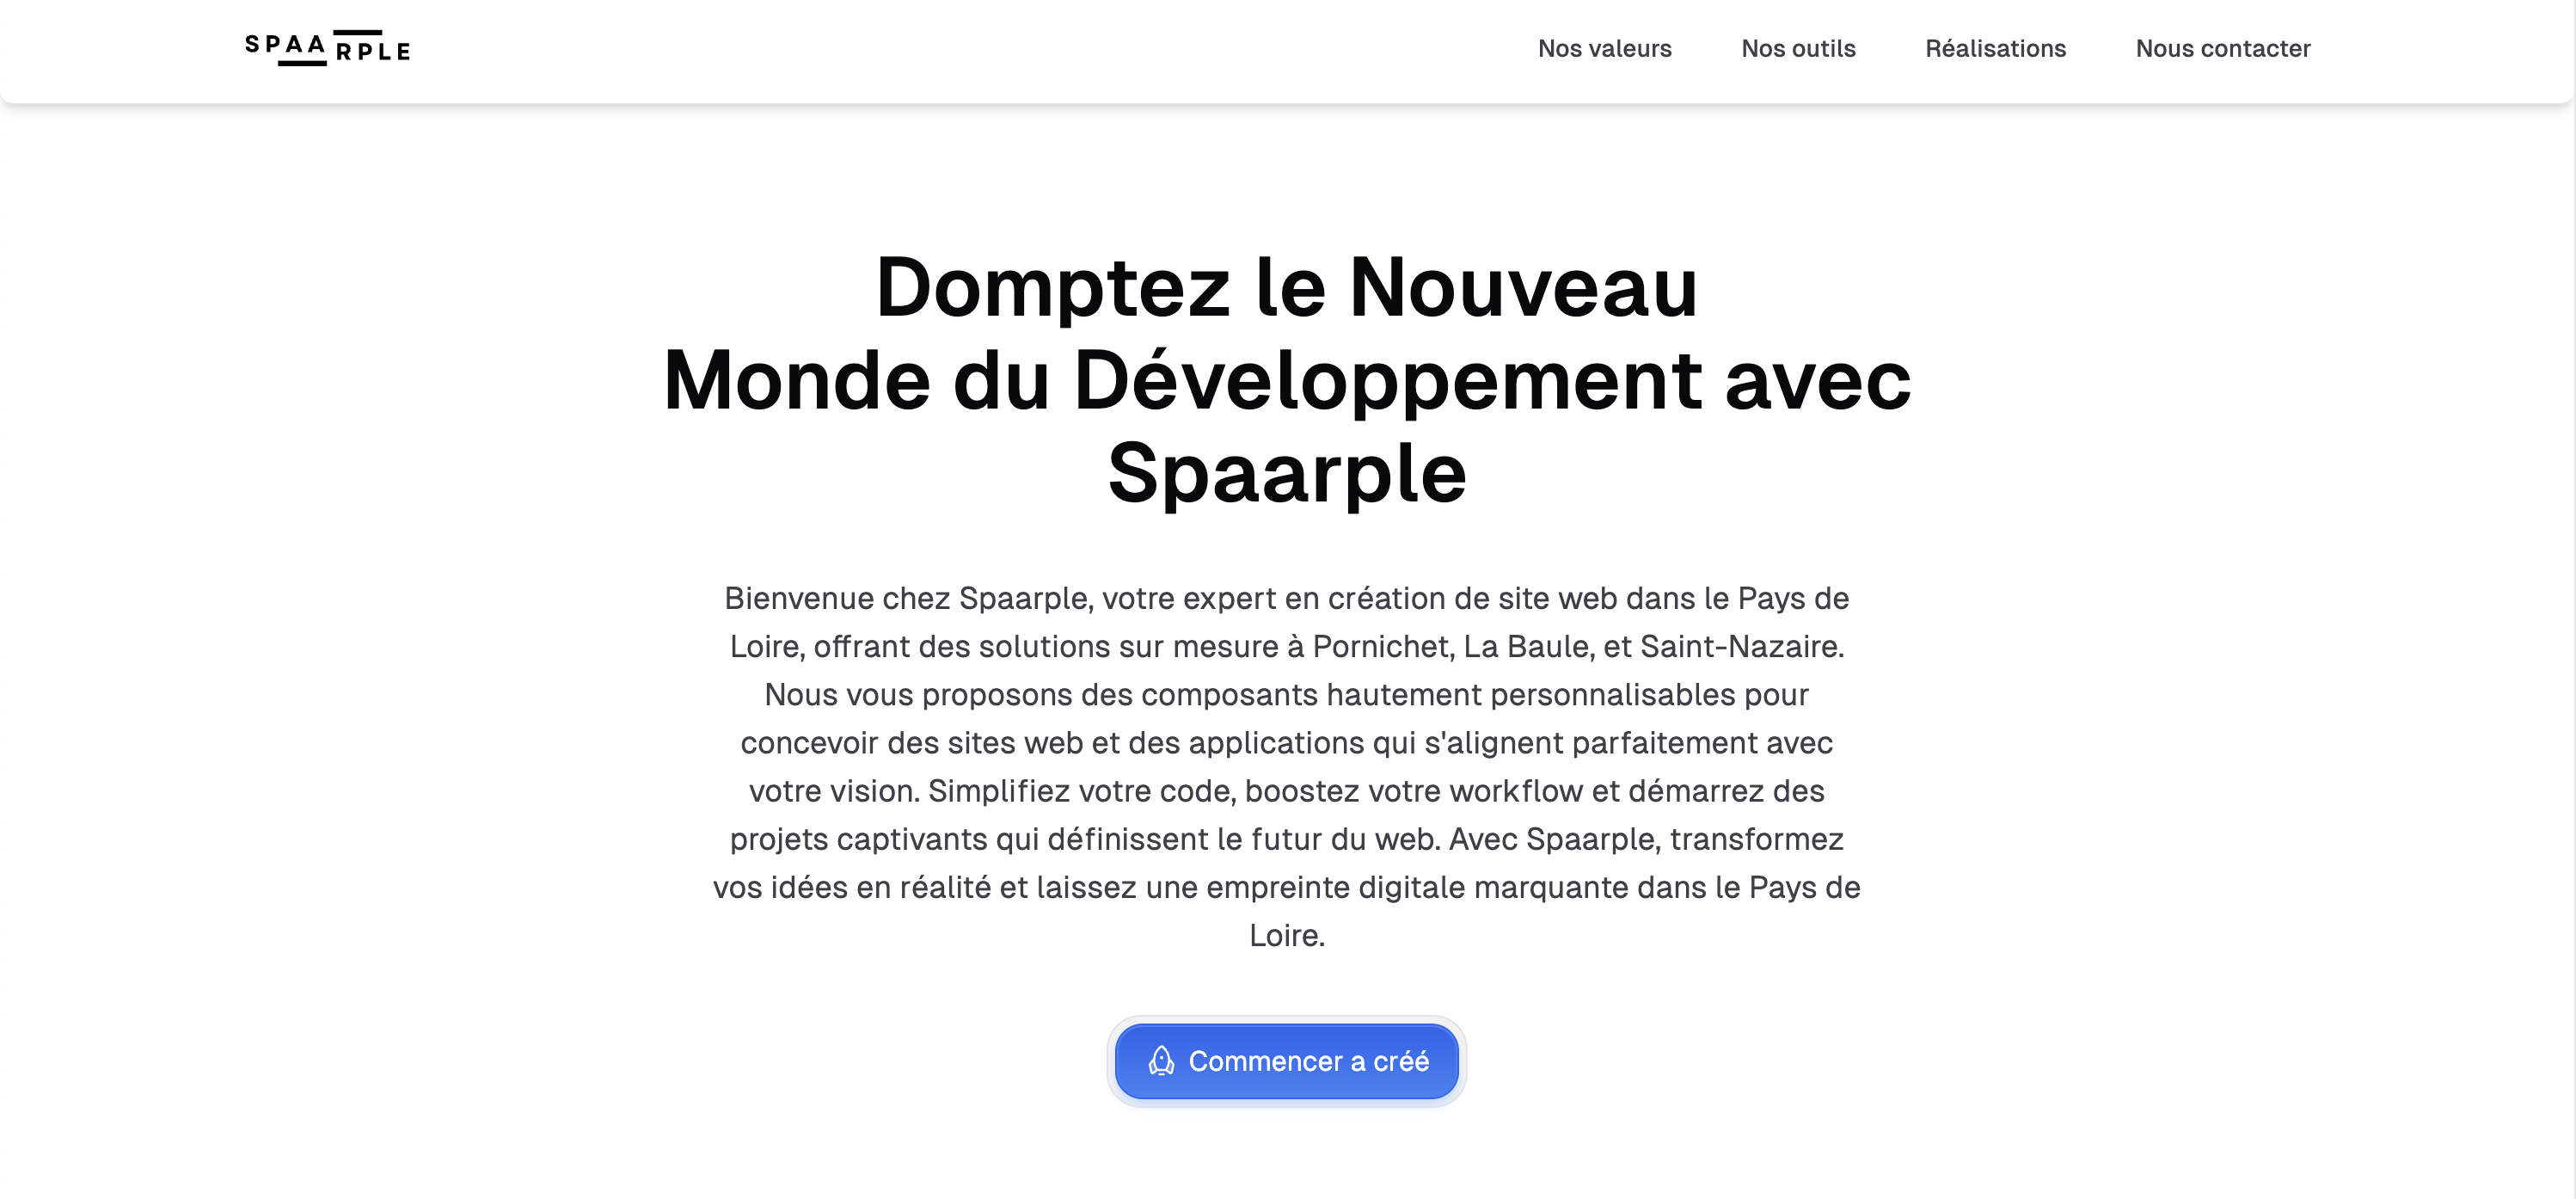 SPAARPLE
Nos valeurs
Nos outils
Réalisations
Nous contacter
Domptez le Nouveau
Monde du Développement avec
Spaarple
Bienvenue chez Spaarple, votre expert en création de site web dans le Pays de
Loire, offrant des solutions sur mesure à Pornichet, La Baule, et Saint-Nazaire.
Nous vous proposons des composants hautement personnalisables pour
concevoir des sites web et des applications qui s'alignent parfaitement avec
votre vision. Simplifiez votre code, boostez votre workflow et démarrez des
projets captivants qui définissent le futur du web. Avec Spaarple, transformez
vos idées en réalité et laissez une empreinte digitale marquante dans le Pays de
Loire.
Commencer a créé